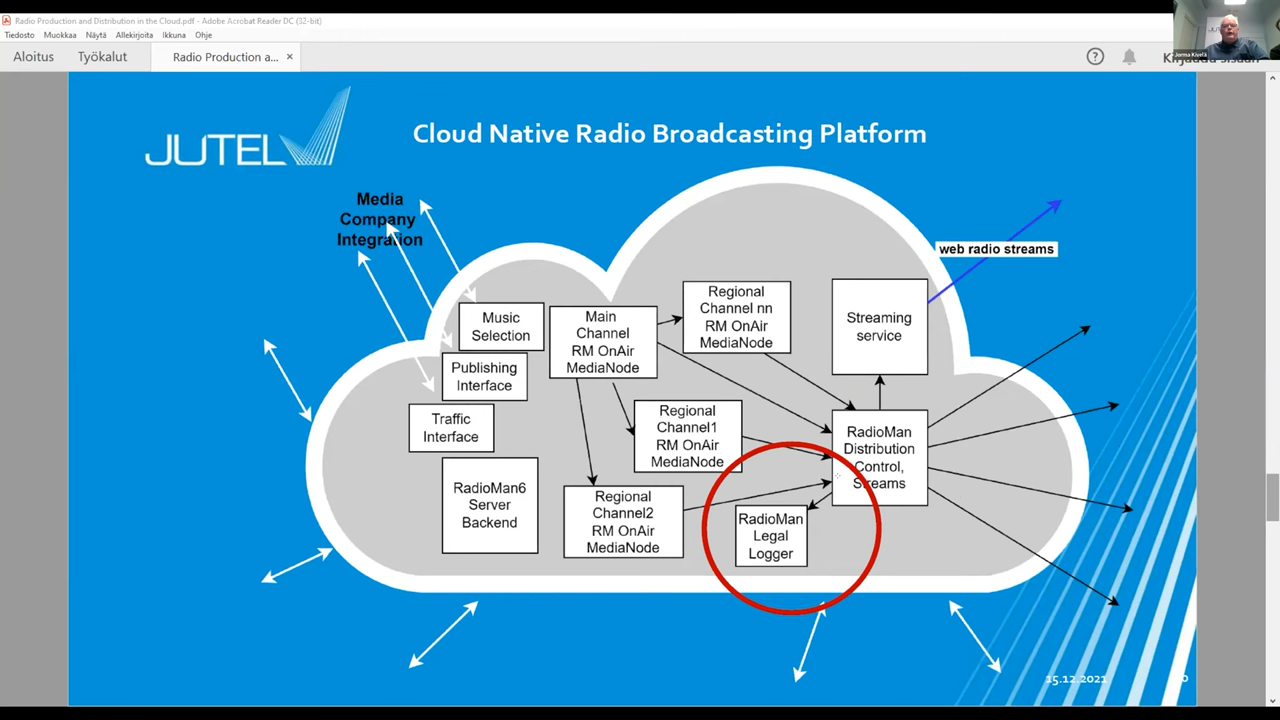 Radio Production and Distribution in the Cloud.pdf - Adobe Acrobat Reader DC (32-bit)
Tiedosto Muokkaa Näytä Allekirjoita Ikkuna Ohje
Aloitus Työkalut Radio Production a... ×
Jorma Kivelä
JUTEL
Cloud Native Radio Broadcasting Platform
Media
Company
Integration
web radio streams
Music
Selection
Publishing
Interface
Traffic
Interface
RadioMan6
Server
Backend
Main
Channel
RM OnAir
MediaNode
Regional
Channel nn
RM OnAir
MediaNode
Regional
Channel1
RM OnAir
MediaNode
Regional
Channel2
RM OnAir
MediaNode
Streaming
service
RadioMan
Distribution
Control,
Streams
RadioMan
Legal
Logger
15.12.2021